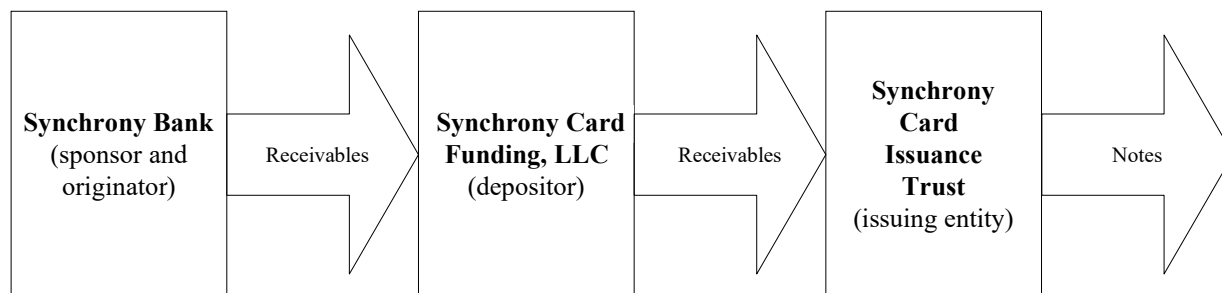 Synchrony Bank
(sponsor and
originator)
Receivables
Synchrony Card
Funding, LLC
(depositor)
Receivables
Synchrony
Card
Issuance
Trust
(issuing entity)
Notes